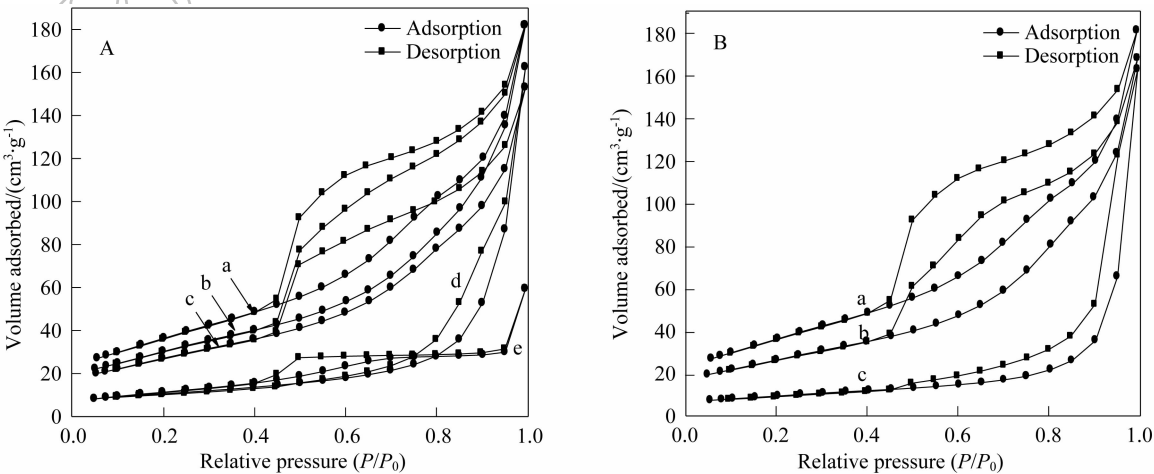 A
Adsorption
Desorption
180
160
140
120
100
80
60
40
20
0
Volume adsorbed/(cm³·g⁻¹)
a
b
c
d
e
0.0 0.2 0.4 0.6 0.8 1.0
Relative pressure (P/P₀)
B
Adsorption
Desorption
180
160
140
120
100
80
60
40
20
0
Volume adsorbed/(cm³·g⁻¹)
a
b
c
0.0 0.2 0.4 0.6 0.8 1.0
Relative pressure (P/P₀)